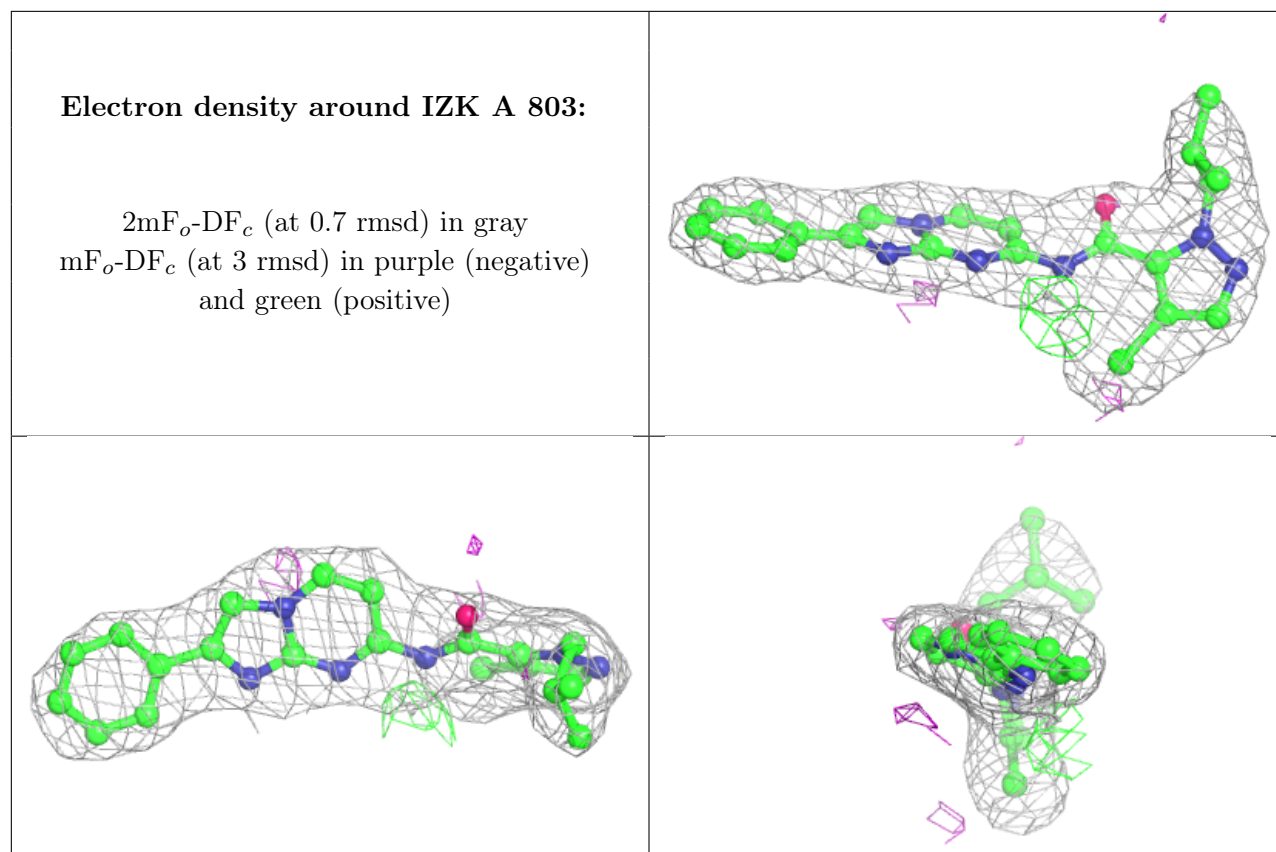 Electron density around IZK A 803:
2mFo-DFc (at 0.7 rmsd) in gray
mFo-DFc (at 3 rmsd) in purple (negative)
and green (positive)